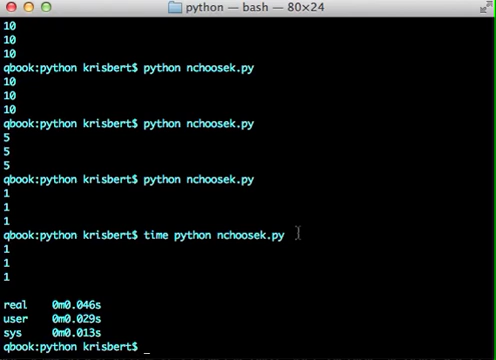 python — bash — 80×24
10
10
10
qbook:python krisbert$ python nchoosek.py
10
10
10
qbook:python krisbert$ python nchoosek.py
5
5
5
qbook:python krisbert$ python nchoosek.py
1
1
1
qbook:python krisbert$ time python nchoosek.py
1
1
1
real 0m0.046s
user 0m0.029s
sys 0m0.013s
qbook:python krisbert$ _